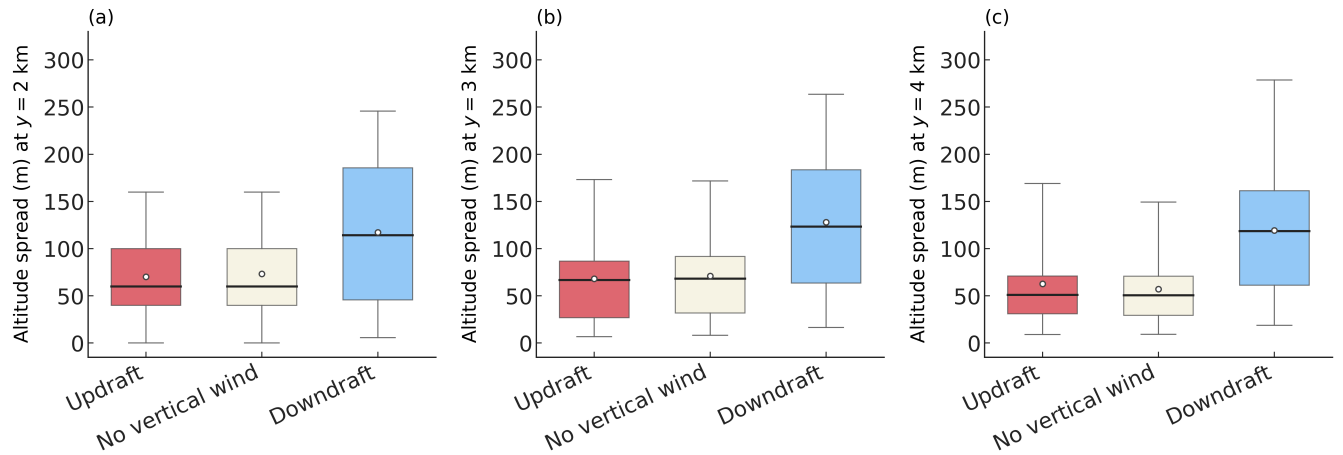 (a)
Altitude spread (m) at y = 2 km
300
250
200
150
100
50
0
Updraft
No vertical wind
Downdraft
(b)
Altitude spread (m) at y = 3 km
300
250
200
150
100
50
0
Updraft
No vertical wind
Downdraft
(c)
Altitude spread (m) at y = 4 km
300
250
200
150
100
50
0
Updraft
No vertical wind
Downdraft